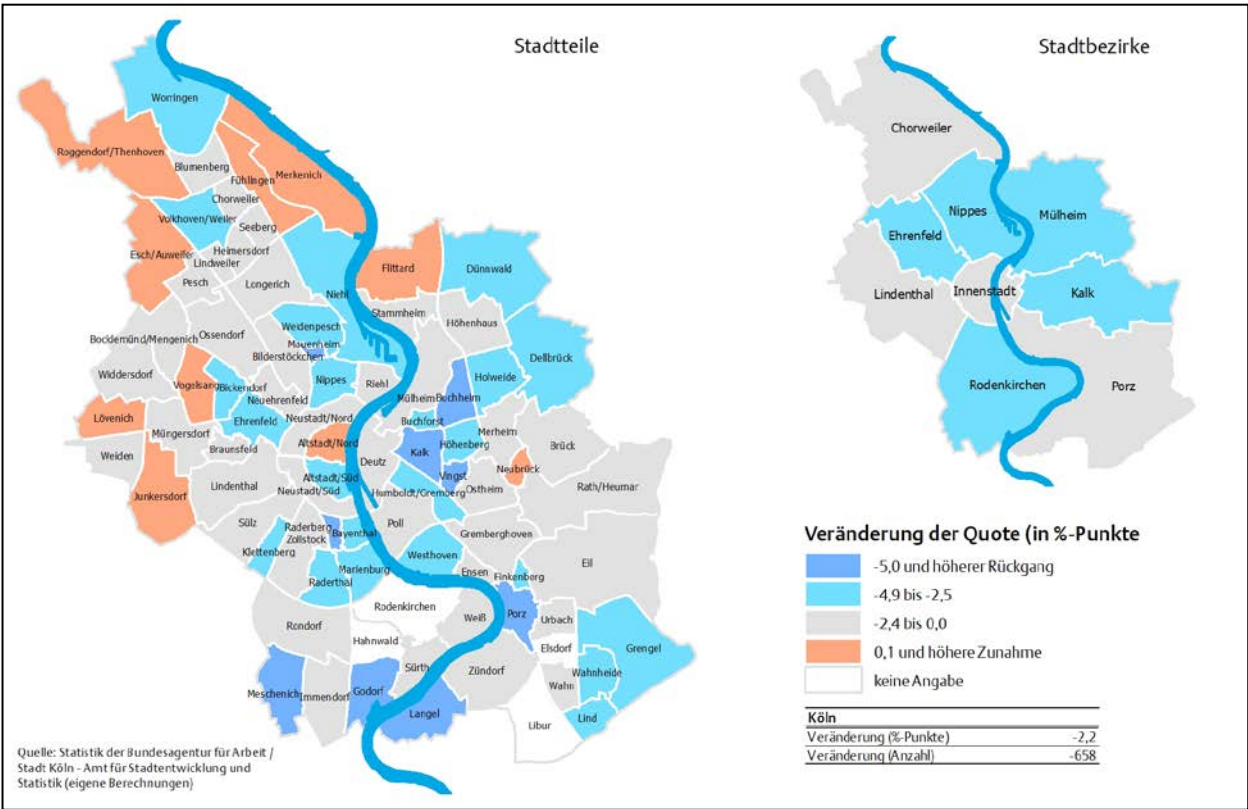 Stadtteile
Stadtbezirke
Worringen
Roggendorf/Thenhoven
Blumenberg
Fühlingen
Merkenich
Chorweiler
Volkhoven/Weiler
Seeberg
Esch/Auweiler
Heimersdorf
Lindweiler
Pesch
Longerich
Niehl
Flittard
Dünnwald
Stammheim
Höhenhaus
Ossendorf
Weidenpesch
Bocklemünd/Mengenich
Mauenheim
Bilderstöckchen
Dellbrück
Widdersdorf
Vogelsang
Bickendorf
Nippes
Riehl
Holweide
Neuehrenfeld
Mülheim
Buchheim
Lövenich
Ehrenfeld
Neustadt/Nord
Buchforst
Müngersdorf
Altstadt/Nord
Höhenberg
Merheim
Brück
Weiden
Braunsfeld
Kalk
Deutz
Neubrück
Junkersdorf
Lindenthal
Altstadt/Süd
Neustadt/Süd
Vingst
Humboldt/Gremberg
Ostheim
Rath/Heumar
Sülz
Raderberg
Zollstock
Bayenthal
Poll
Gremberghoven
Klettenberg
Marienburg
Raderthal
Westhoven
Ensen
Finkenberg
Eil
Rodenkirchen
Rondorf
Weiß
Porz
Urbach
Hahnwald
Elsdorf
Grengel
Sürth
Zündorf
Wahnheide
Wahn
Meschenich
Immendorf
Godorf
Langel
Libur
Lind
Chorweiler
Nippes
Mülheim
Ehrenfeld
Lindenthal
Innenstadt
Kalk
Rodenkirchen
Porz
Veränderung der Quote (in %-Punkte
-5,0 und höherer Rückgang
-4,9 bis -2,5
-2,4 bis 0,0
0,1 und höhere Zunahme
keine Angabe
Köln
Veränderung (%-Punkte) -2,2
Veränderung (Anzahl) -658
Quelle: Statistik der Bundesagentur für Arbeit /
Stadt Köln - Amt für Stadtentwicklung und
Statistik (eigene Berechnungen)